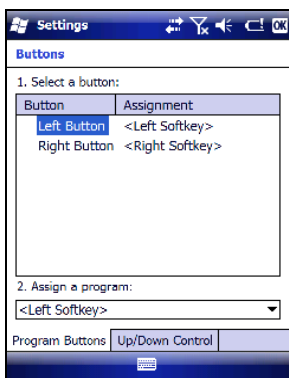 Settings OK
Buttons
1. Select a button:
Button Assignment
Left Button <Left Softkey>
Right Button <Right Softkey>
2. Assign a program:
<Left Softkey>
Program Buttons Up/Down Control